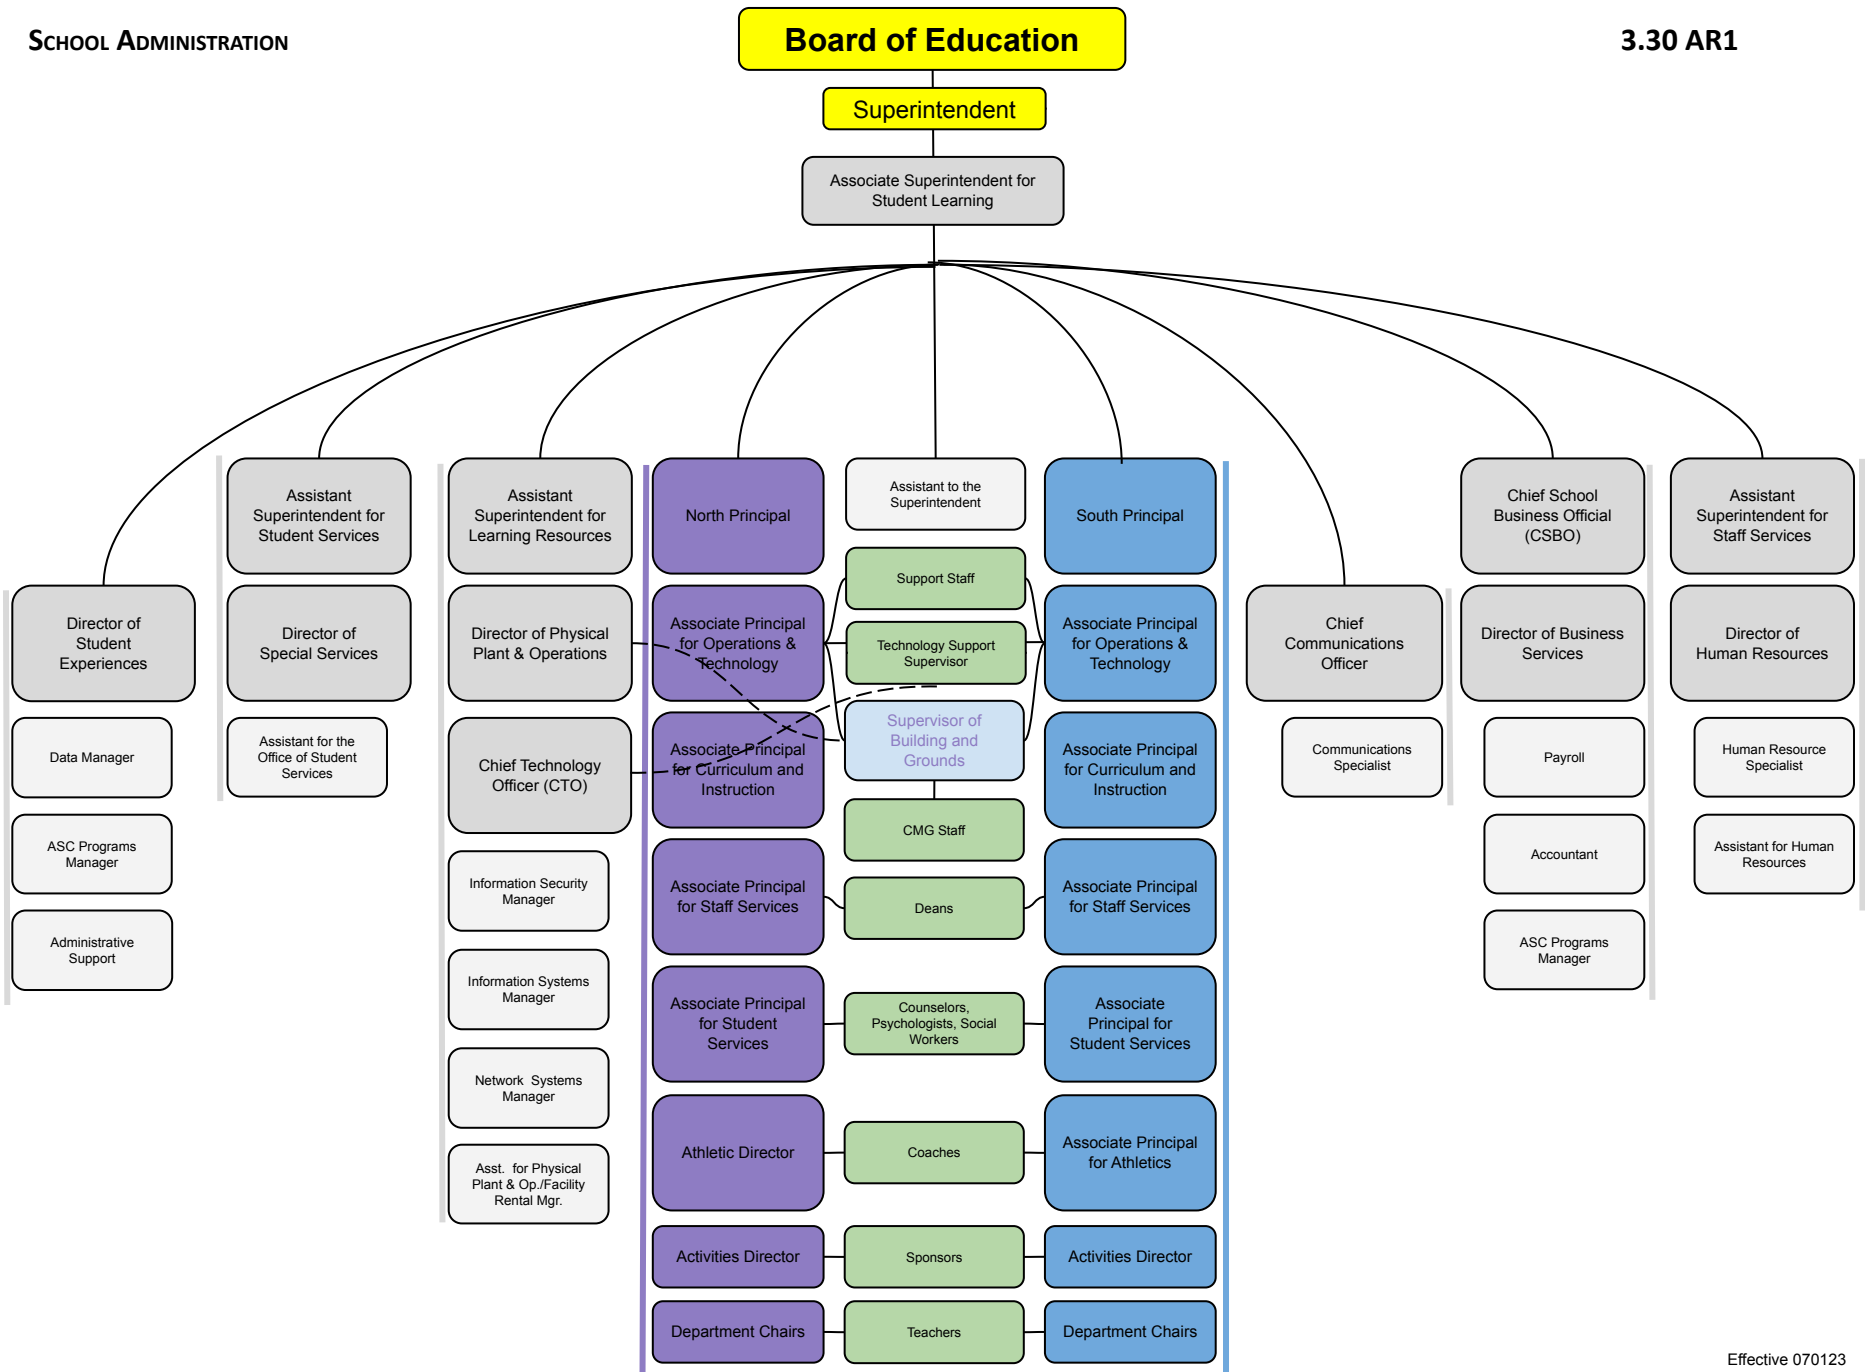 SCHOOL ADMINISTRATION
Board of Education
3.30 AR1
Superintendent
Associate Superintendent for
Student Learning
Director of
Student
Experiences
Data Manager
ASC Programs
Manager
Administrative
Support
Assistant
Superintendent for
Student Services
Director of
Special Services
Assistant for the
Office of Student
Services
Assistant
Superintendent for
Learning Resources
Director of Physical
Plant & Operations
Chief Technology
Officer (CTO)
Information Security
Manager
Information Systems
Manager
Network Systems
Manager
Asst. for Physical
Plant & Op./Facility
Rental Mgr.
North Principal
Associate Principal
for Operations &
Technology
Associate Principal
for Curriculum and
Instruction
Associate Principal
for Staff Services
Associate Principal
for Student
Services
Athletic Director
Activities Director
Department Chairs
Assistant to the
Superintendent
Support Staff
Technology Support
Supervisor
Supervisor of
Building and
Grounds
CMG Staff
Deans
Counselors,
Psychologists, Social
Workers
Coaches
Sponsors
Teachers
South Principal
Associate Principal
for Operations &
Technology
Associate Principal
for Curriculum and
Instruction
Associate Principal
for Staff Services
Associate
Principal for
Student Services
Associate Principal
for Athletics
Activities Director
Department Chairs
Chief
Communications
Officer
Communications
Specialist
Chief School
Business Official
(CSBO)
Director of Business
Services
Payroll
Accountant
ASC Programs
Manager
Assistant
Superintendent for
Staff Services
Director of
Human Resources
Human Resource
Specialist
Assistant for Human
Resources
Effective 070123